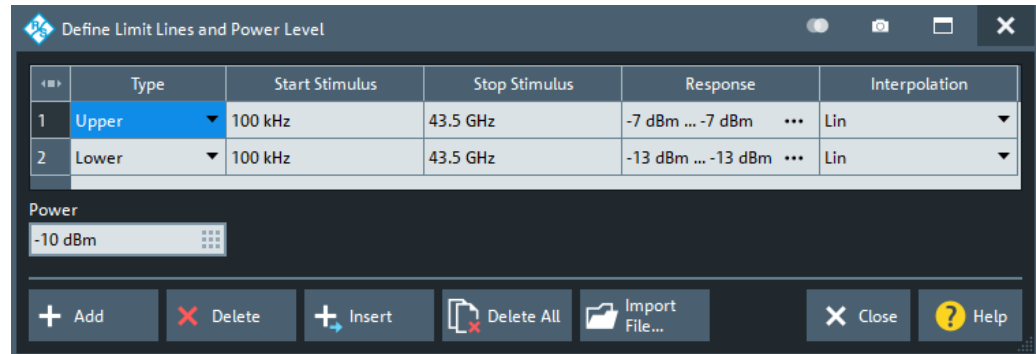 Define Limit Lines and Power Level
Type Start Stimulus Stop Stimulus Response Interpolation
1 Upper 100 kHz 43.5 GHz -7 dBm ... -7 dBm ••• Lin
2 Lower 100 kHz 43.5 GHz -13 dBm ... -13 dBm ••• Lin
Power
-10 dBm
Add Delete Insert Delete All Import File... Close ? Help